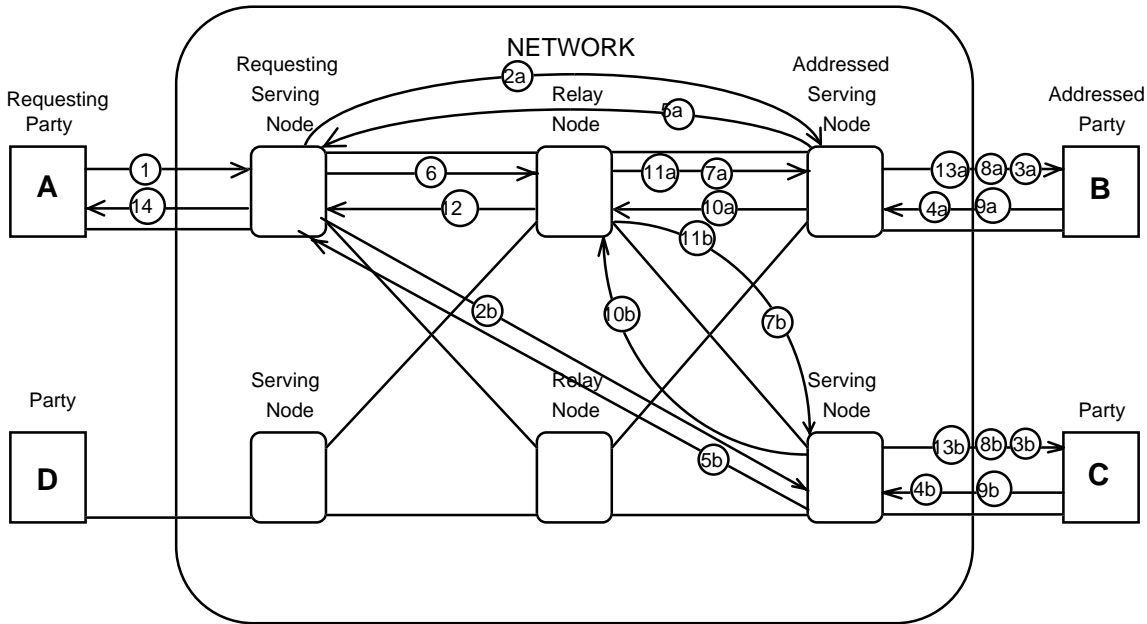 NETWORK
Requesting
Serving
Node
2a
Relay
Node
5a
Addressed
Serving
Node
Requesting
Party
Addressed
Party
A
1
14
6
12
11a
7a
10a
13a
8a
3a
4a
9a
B
11b
2b
10b
7b
Party
Serving
Node
Relay
Node
Serving
Node
Party
D
5b
13b
8b
3b
4b
9b
C